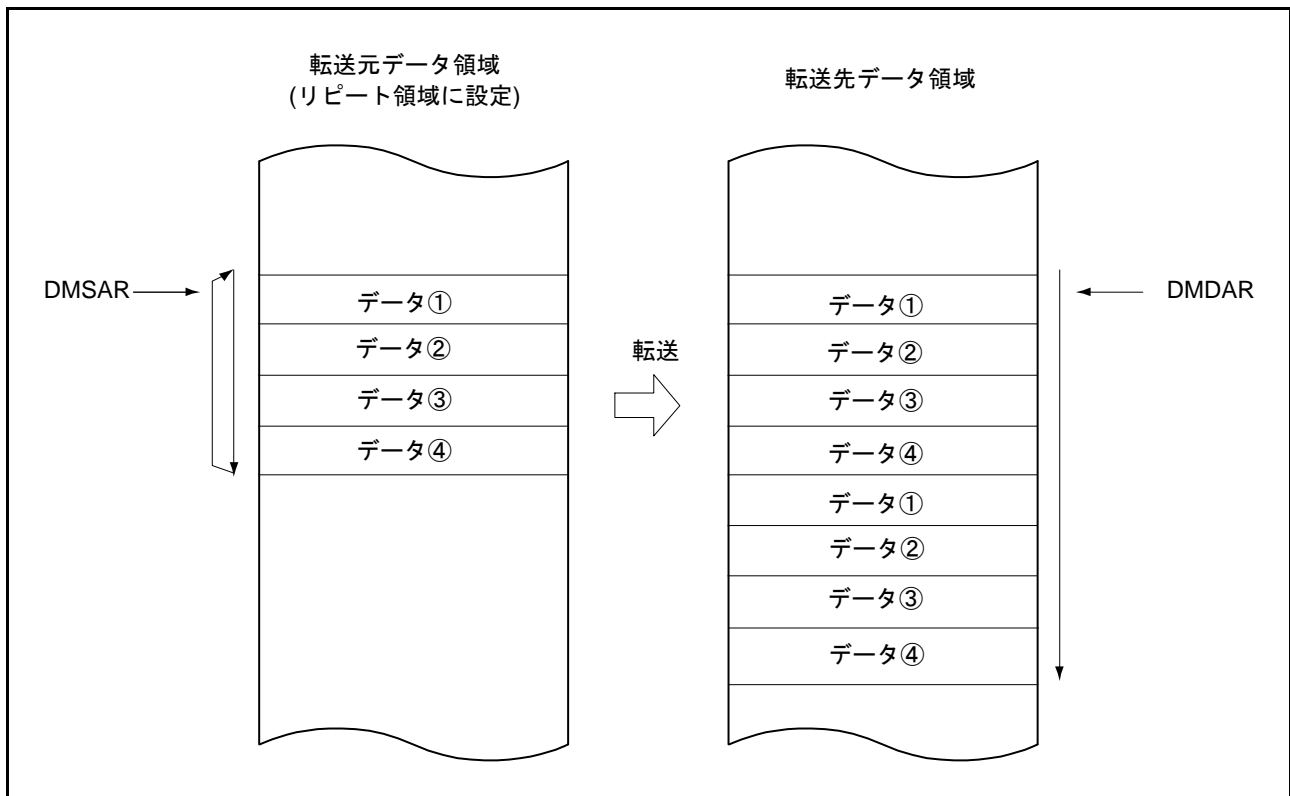 転送元データ領域
(リピート領域に設定)
転送先データ領域
DMSAR
データ①
データ②
データ③
データ④
転送
データ①
データ②
データ③
データ④
データ①
データ②
データ③
データ④
DMDAR